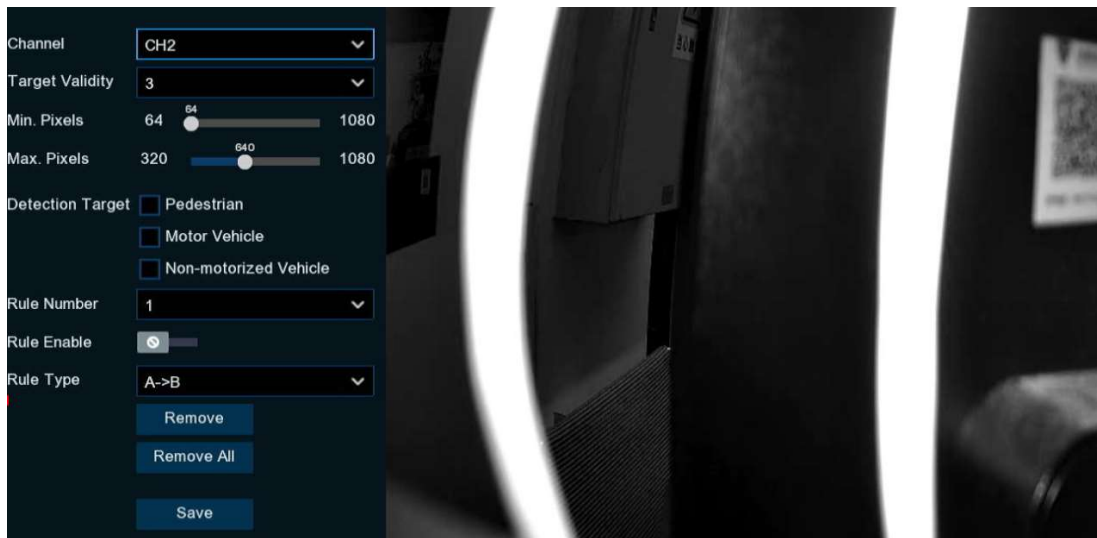 Channel CH2
Target Validity 3
Min. Pixels 64 64 1080
Max. Pixels 320 640 1080
Detection Target Pedestrian
Motor Vehicle
Non-motorized Vehicle
Rule Number 1
Rule Enable
Rule Type A->B
Remove
Remove All
Save